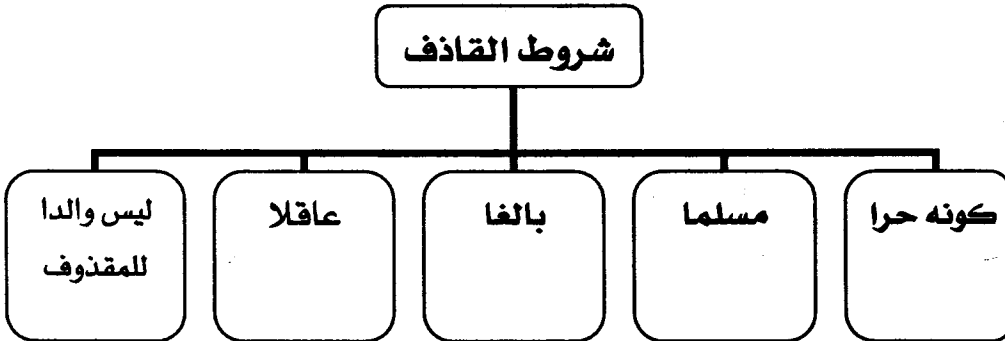 شروط القاذف
كونه حرا
مسلما
بالغا
عاقلا
ليس والدا
للمقذوف